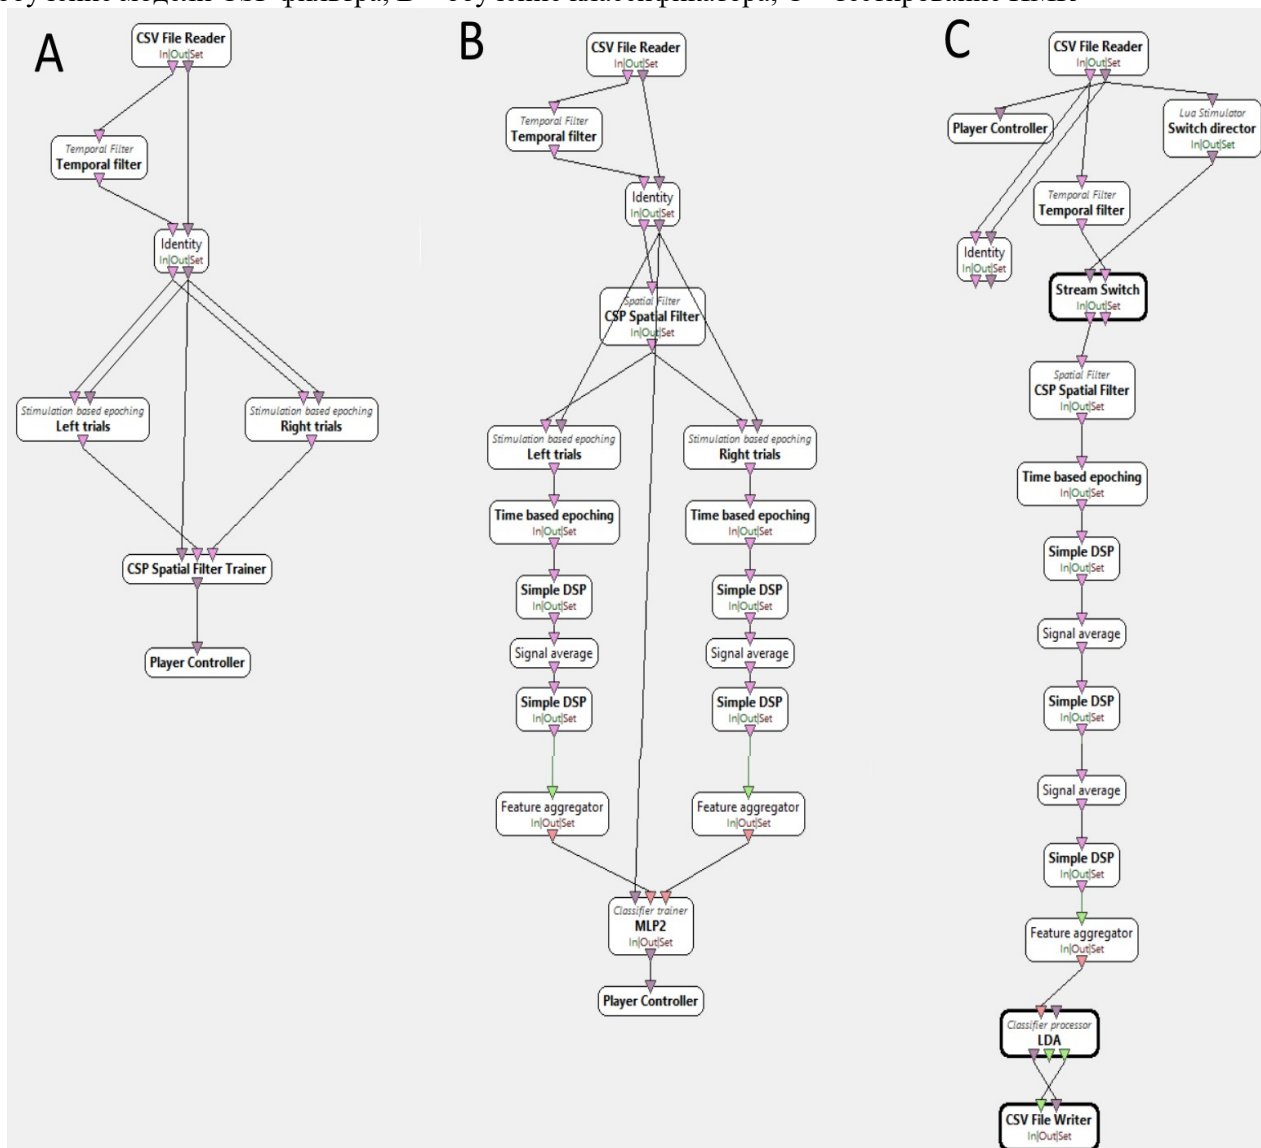 A
CSV File Reader
In|Out|Set
Temporal Filter
Temporal filter
Identity
In|Out|Set
Stimulation based epoching
Left trials
Stimulation based epoching
Right trials
CSP Spatial Filter Trainer
Player Controller
B
CSV File Reader
In|Out|Set
Temporal Filter
Temporal filter
Identity
In|Out|Set
Spatial Filter
CSP Spatial Filter
In|Out|Set
Stimulation based epoching
Left trials
Stimulation based epoching
Right trials
Time based epoching
In|Out|Set
Time based epoching
In|Out|Set
Simple DSP
In|Out|Set
Simple DSP
In|Out|Set
Signal average
Signal average
Simple DSP
In|Out|Set
Simple DSP
In|Out|Set
Feature aggregator
In|Out|Set
Feature aggregator
In|Out|Set
Classifier trainer
MLP2
In|Out|Set
Player Controller
C
CSV File Reader
In|Out|Set
Player Controller
Lua Stimulator
Switch director
In|Out|Set
Temporal Filter
Temporal filter
Identity
In|Out|Set
Stream Switch
In|Out|Set
Spatial Filter
CSP Spatial Filter
In|Out|Set
Time based epoching
In|Out|Set
Simple DSP
In|Out|Set
Signal average
Simple DSP
In|Out|Set
Signal average
Simple DSP
In|Out|Set
Feature aggregator
In|Out|Set
Classifier processor
LDA
CSV File Writer
In|Out|Set